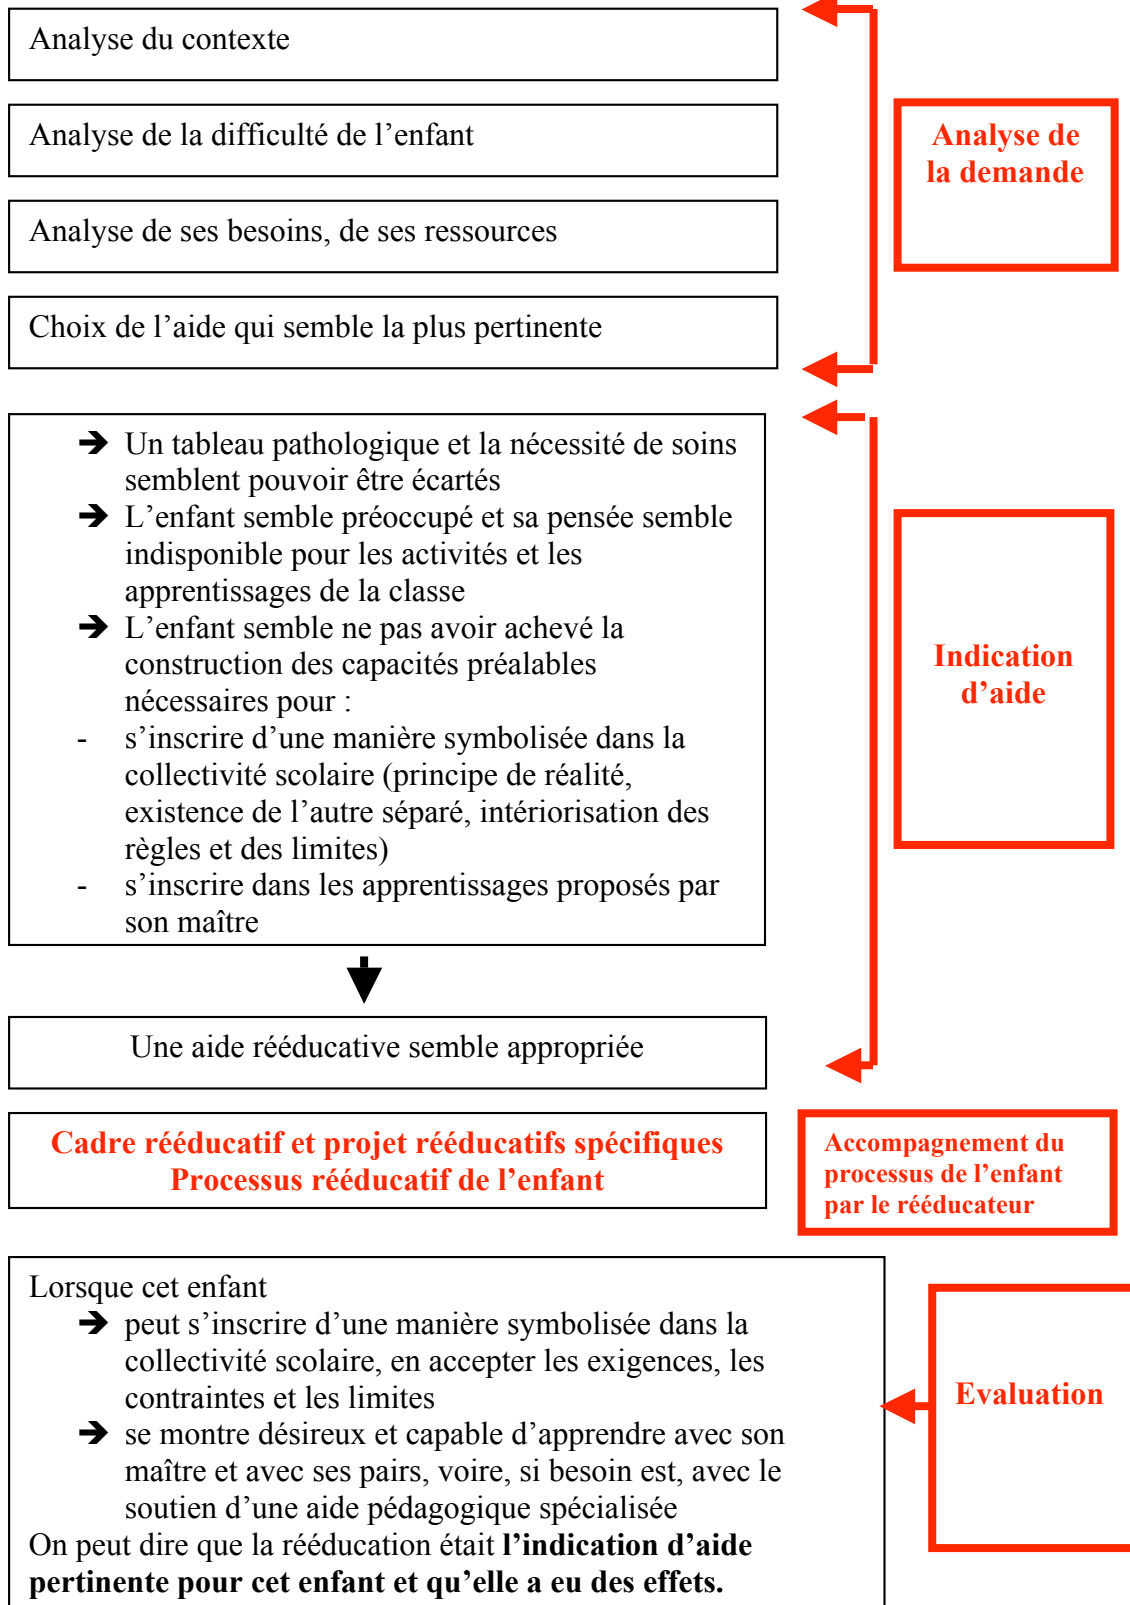 Analyse du contexte
Analyse de la difficulté de l’enfant
Analyse de ses besoins, de ses ressources
Choix de l’aide qui semble la plus pertinente
Analyse de
la demande
➔ Un tableau pathologique et la nécessité de soins
semblent pouvoir être écartés
➔ L’enfant semble préoccupé et sa pensée semble
indisponible pour les activités et les
apprentissages de la classe
➔ L’enfant semble ne pas avoir achevé la
construction des capacités préalables
nécessaires pour :
- s’inscrire d’une manière symbolisée dans la
collectivité scolaire (principe de réalité,
existence de l’autre séparé, intériorisation des
règles et des limites)
- s’inscrire dans les apprentissages proposés par
son maître
Indication
d’aide
Une aide rééducative semble appropriée
Cadre rééducatif et projet rééducatifs spécifiques
Processus rééducatif de l’enfant
Accompagnement du
processus de l’enfant
par le rééducateur
Lorsque cet enfant
➔ peut s’inscrire d’une manière symbolisée dans la
collectivité scolaire, en accepter les exigences, les
contraintes et les limites
➔ se montre désireux et capable d’apprendre avec son
maître et avec ses pairs, voire, si besoin est, avec le
soutien d’une aide pédagogique spécialisée
On peut dire que la rééducation était l’indication d’aide
pertinente pour cet enfant et qu’elle a eu des effets.
Evaluation